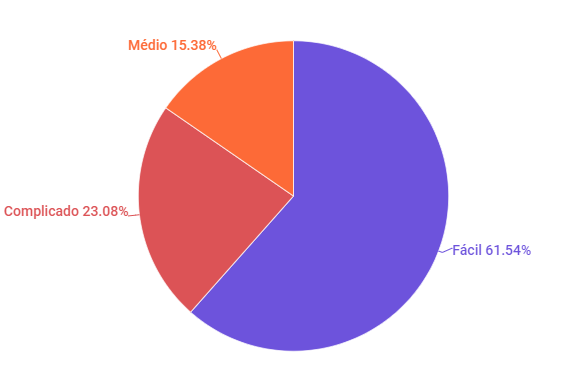 Médio 15.38%
Complicado 23.08%
Fácil 61.54%